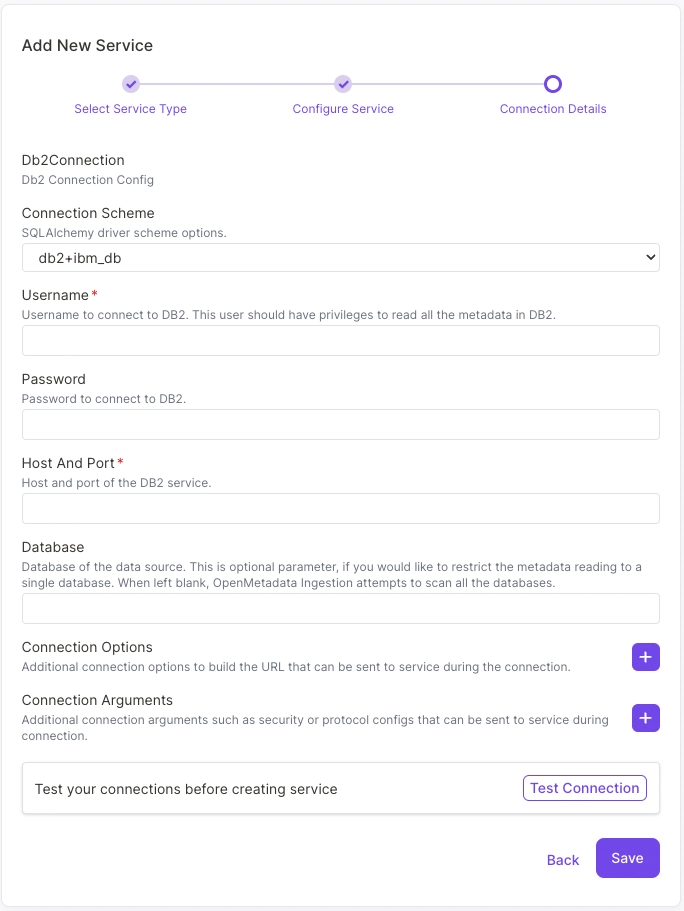 Add New Service
Select Service Type
Configure Service
Connection Details
Db2Connection
Db2 Connection Config
Connection Scheme
SQLAlchemy driver scheme options.
db2+ibm_db
Username*
Username to connect to DB2. This user should have privileges to read all the metadata in DB2.
Password
Password to connect to DB2.
Host And Port*
Host and port of the DB2 service.
Database
Database of the data source. This is optional parameter, if you would like to restrict the metadata reading to a
single database. When left blank, OpenMetadata Ingestion attempts to scan all the databases.
Connection Options
Additional connection options to build the URL that can be sent to service during the connection.
Connection Arguments
Additional connection arguments such as security or protocol configs that can be sent to service during
connection.
Test your connections before creating service
Test Connection
Back
Save